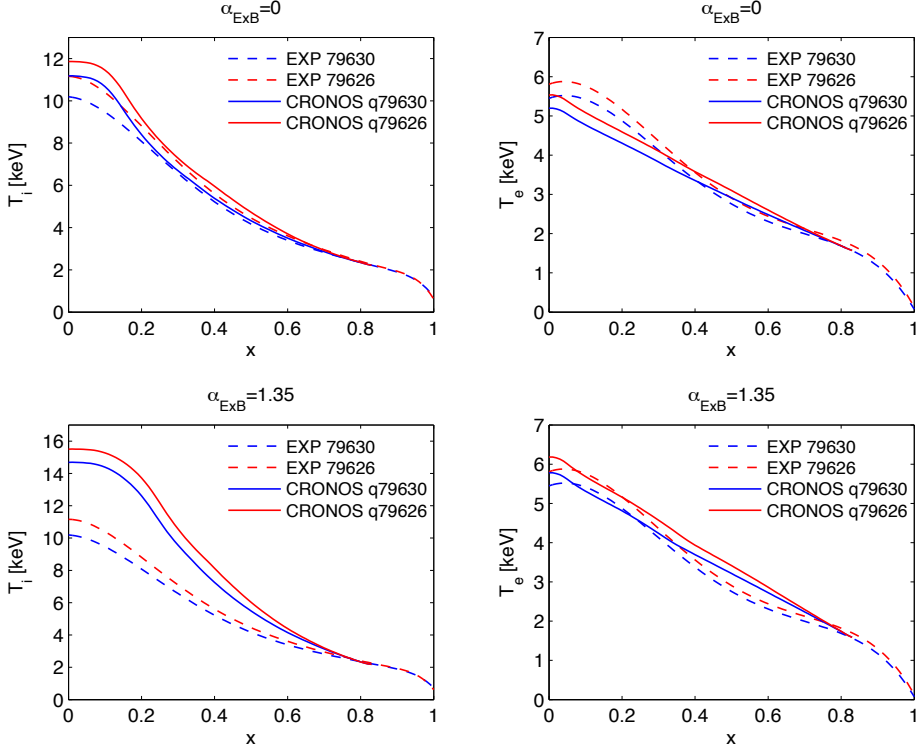 α_ExB=0
12
10
8
6
4
2
0
T_i [keV]
0
0.2
0.4
0.6
0.8
1
x
EXP 79630
EXP 79626
CRONOS q79630
CRONOS q79626
α_ExB=0
7
6
5
4
3
2
1
0
T_e [keV]
0
0.2
0.4
0.6
0.8
1
x
EXP 79630
EXP 79626
CRONOS q79630
CRONOS q79626
α_ExB=1.35
16
14
12
10
8
6
4
2
0
T_i [keV]
0
0.2
0.4
0.6
0.8
1
x
EXP 79630
EXP 79626
CRONOS q79630
CRONOS q79626
α_ExB=1.35
7
6
5
4
3
2
1
0
T_e [keV]
0
0.2
0.4
0.6
0.8
1
x
EXP 79630
EXP 79626
CRONOS q79630
CRONOS q79626